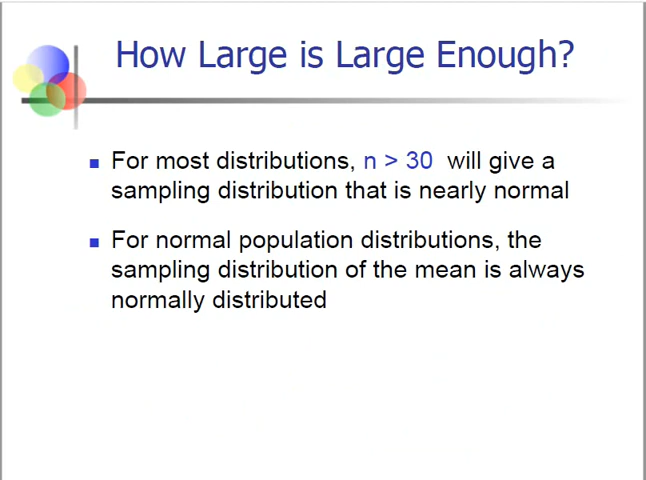 How Large is Large Enough?
For most distributions, n > 30 will give a
sampling distribution that is nearly normal
For normal population distributions, the
sampling distribution of the mean is always
normally distributed